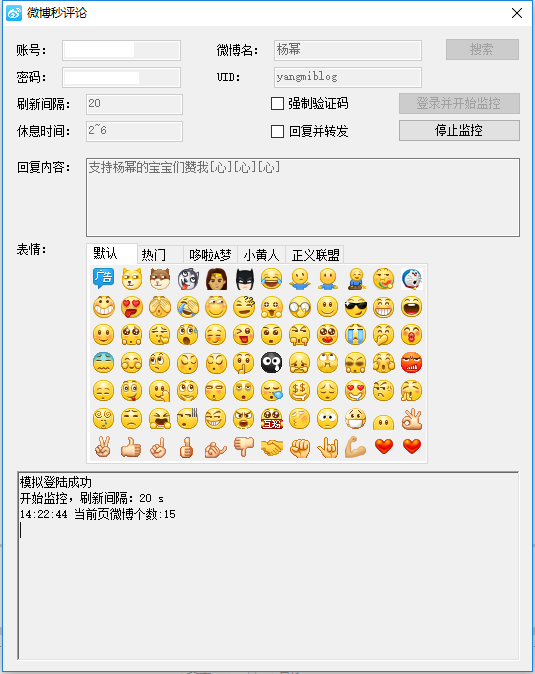 微博秒评论
账号： 微博名： 杨幂 搜索
密码： UID： yangmiblog
刷新间隔： 20 强制验证码 登录并开始监控
休息时间： 2~6 回复并转发 停止监控
回复内容： 支持杨幂的宝宝们赞我[心][心][心]
表情： 默认 热门 哆啦A梦 小黄人 正义联盟
广告
互粉
模拟登陆成功
开始监控，刷新间隔：20 s
14:22:44 当前页微博个数:15